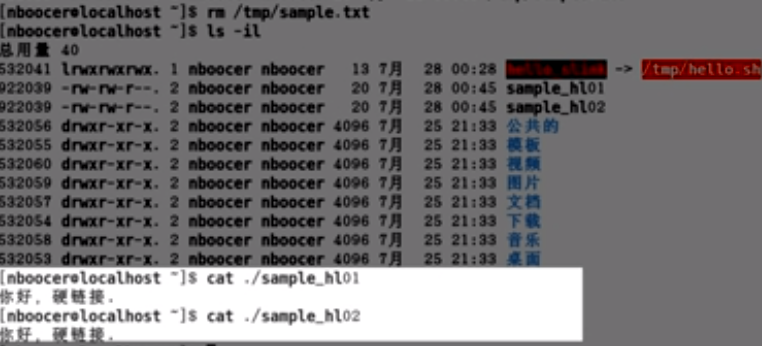 [nboocer@localhost ~]$ rm /tmp/sample.txt
[nboocer@localhost ~]$ ls -il
总用量 40
532041 lrwxrwxrwx. 1 nboocer nboocer 13 7月 28 00:28 hello_slink -> /tmp/hello.sh
922039 -rw-rw-r--. 2 nboocer nboocer 20 7月 28 00:45 sample_hl01
922039 -rw-rw-r--. 2 nboocer nboocer 20 7月 28 00:45 sample_hl02
532056 drwxr-xr-x. 2 nboocer nboocer 4096 7月 25 21:33 公共的
532055 drwxr-xr-x. 2 nboocer nboocer 4096 7月 25 21:33 模板
532060 drwxr-xr-x. 2 nboocer nboocer 4096 7月 25 21:33 视频
532059 drwxr-xr-x. 2 nboocer nboocer 4096 7月 25 21:33 图片
532057 drwxr-xr-x. 2 nboocer nboocer 4096 7月 25 21:33 文档
532054 drwxr-xr-x. 2 nboocer nboocer 4096 7月 25 21:33 下载
532058 drwxr-xr-x. 2 nboocer nboocer 4096 7月 25 21:33 音乐
532053 drwxr-xr-x. 2 nboocer nboocer 4096 7月 25 21:33 桌面
[nboocer@localhost ~]$ cat ./sample_hl01
你好, 硬链接.
[nboocer@localhost ~]$ cat ./sample_hl02
你好, 硬链接.